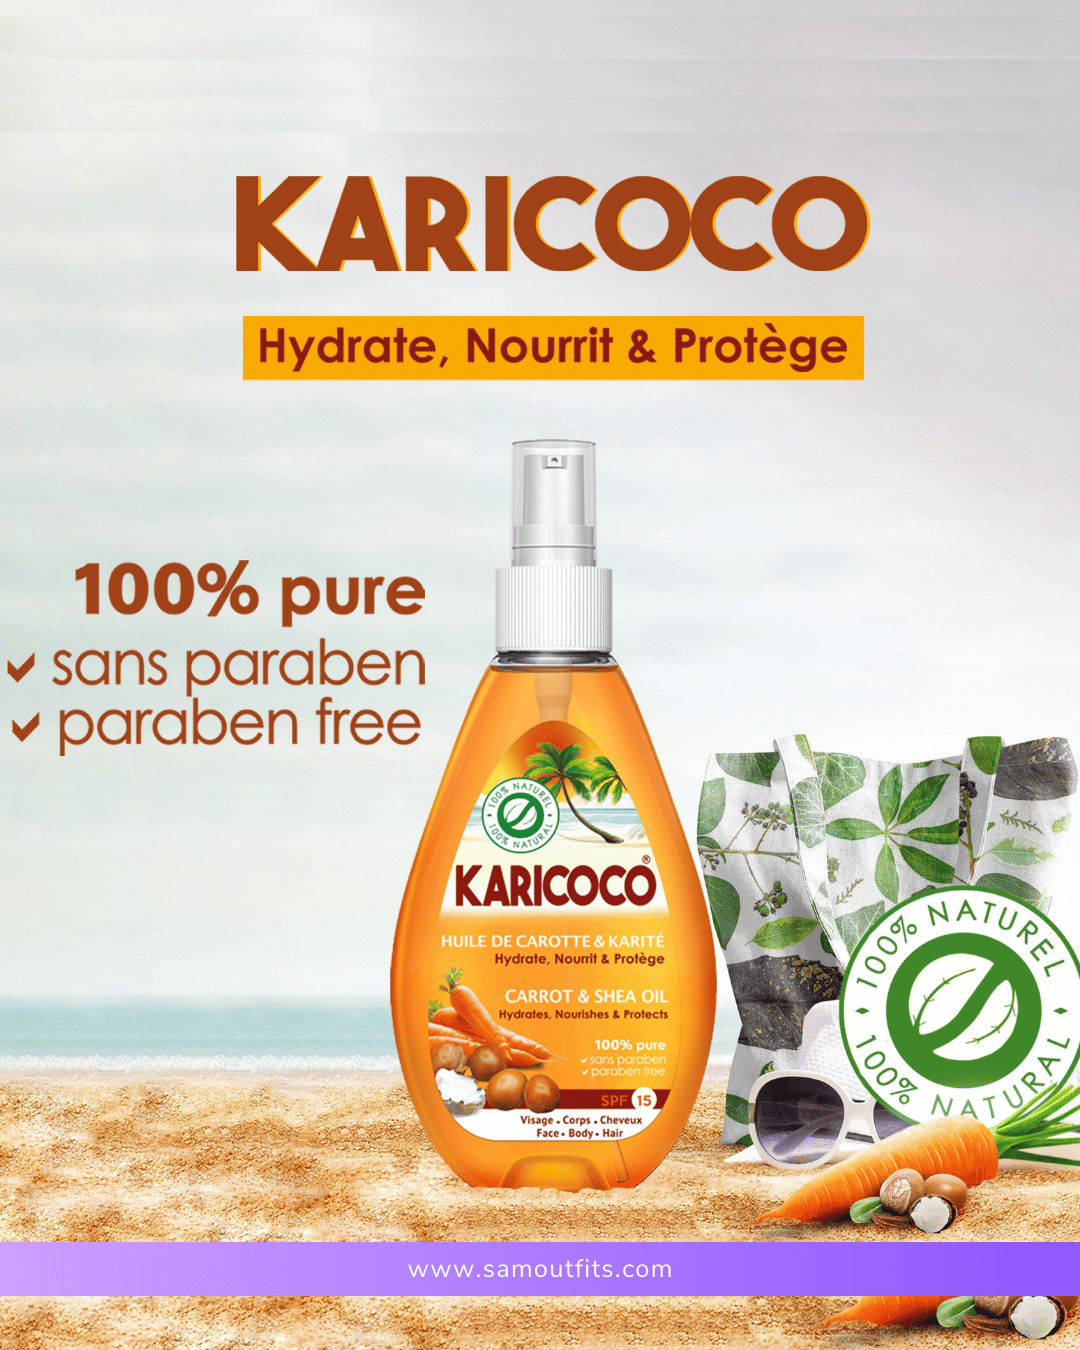 KARICOCO
Hydrate, Nourrit & Protège
100% pure
sans paraben
paraben free
100% NATUREL
100% NATURAL
KARICOCO®
HUILE DE CAROTTE & KARITÉ
Hydrate, Nourrit & Protège
CARROT & SHEA OIL
Hydrates, Nourishes & Protects
100% pure
sans paraben
paraben free
SPF 15
Visage • Corps • Cheveux
Face • Body • Hair
100% NATUREL
100% NATURAL
www.samoutfits.com